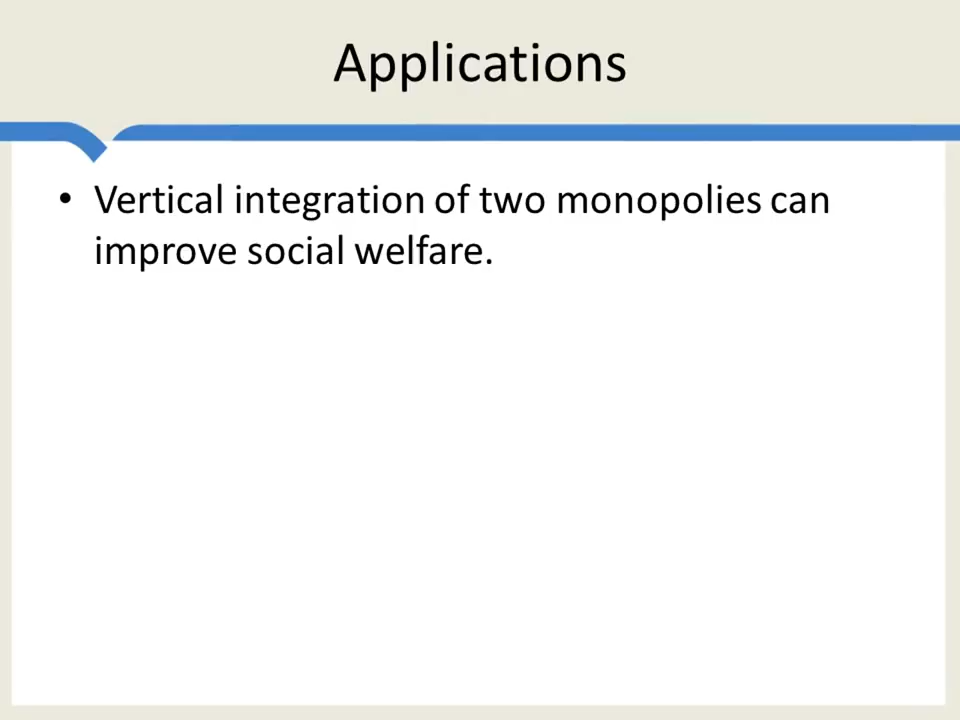 Applications
• Vertical integration of two monopolies can
improve social welfare.